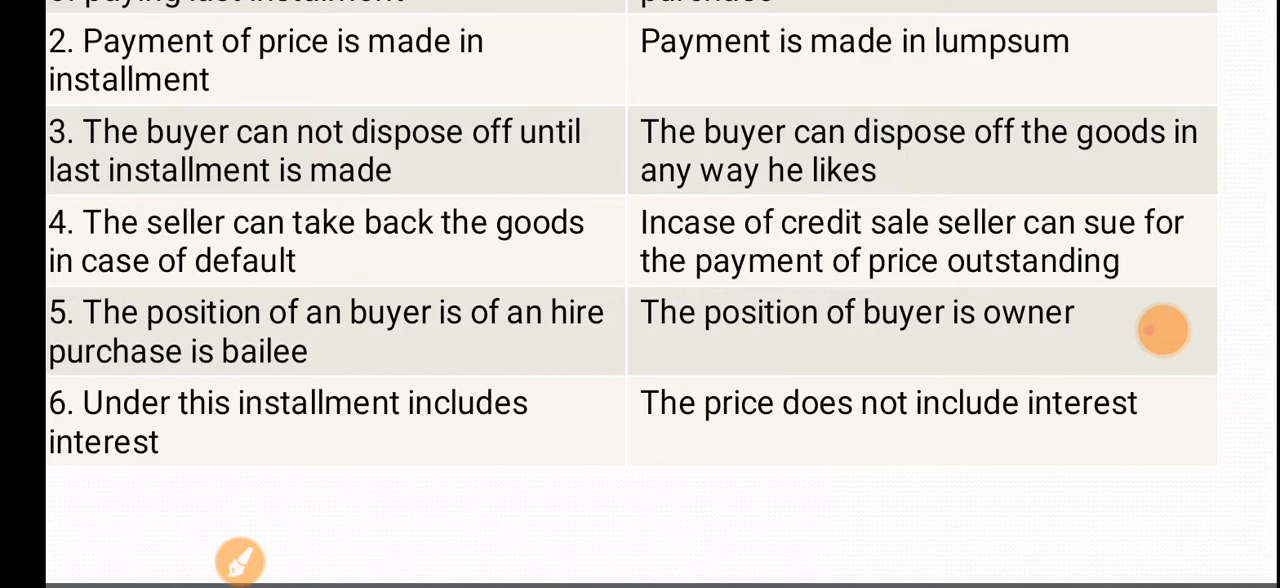 2. Payment of price is made in
installment
Payment is made in lumpsum
3. The buyer can not dispose off until
last installment is made
The buyer can dispose off the goods in
any way he likes
4. The seller can take back the goods
in case of default
Incase of credit sale seller can sue for
the payment of price outstanding
5. The position of an buyer is of an hire
purchase is bailee
The position of buyer is owner
6. Under this installment includes
interest
The price does not include interest